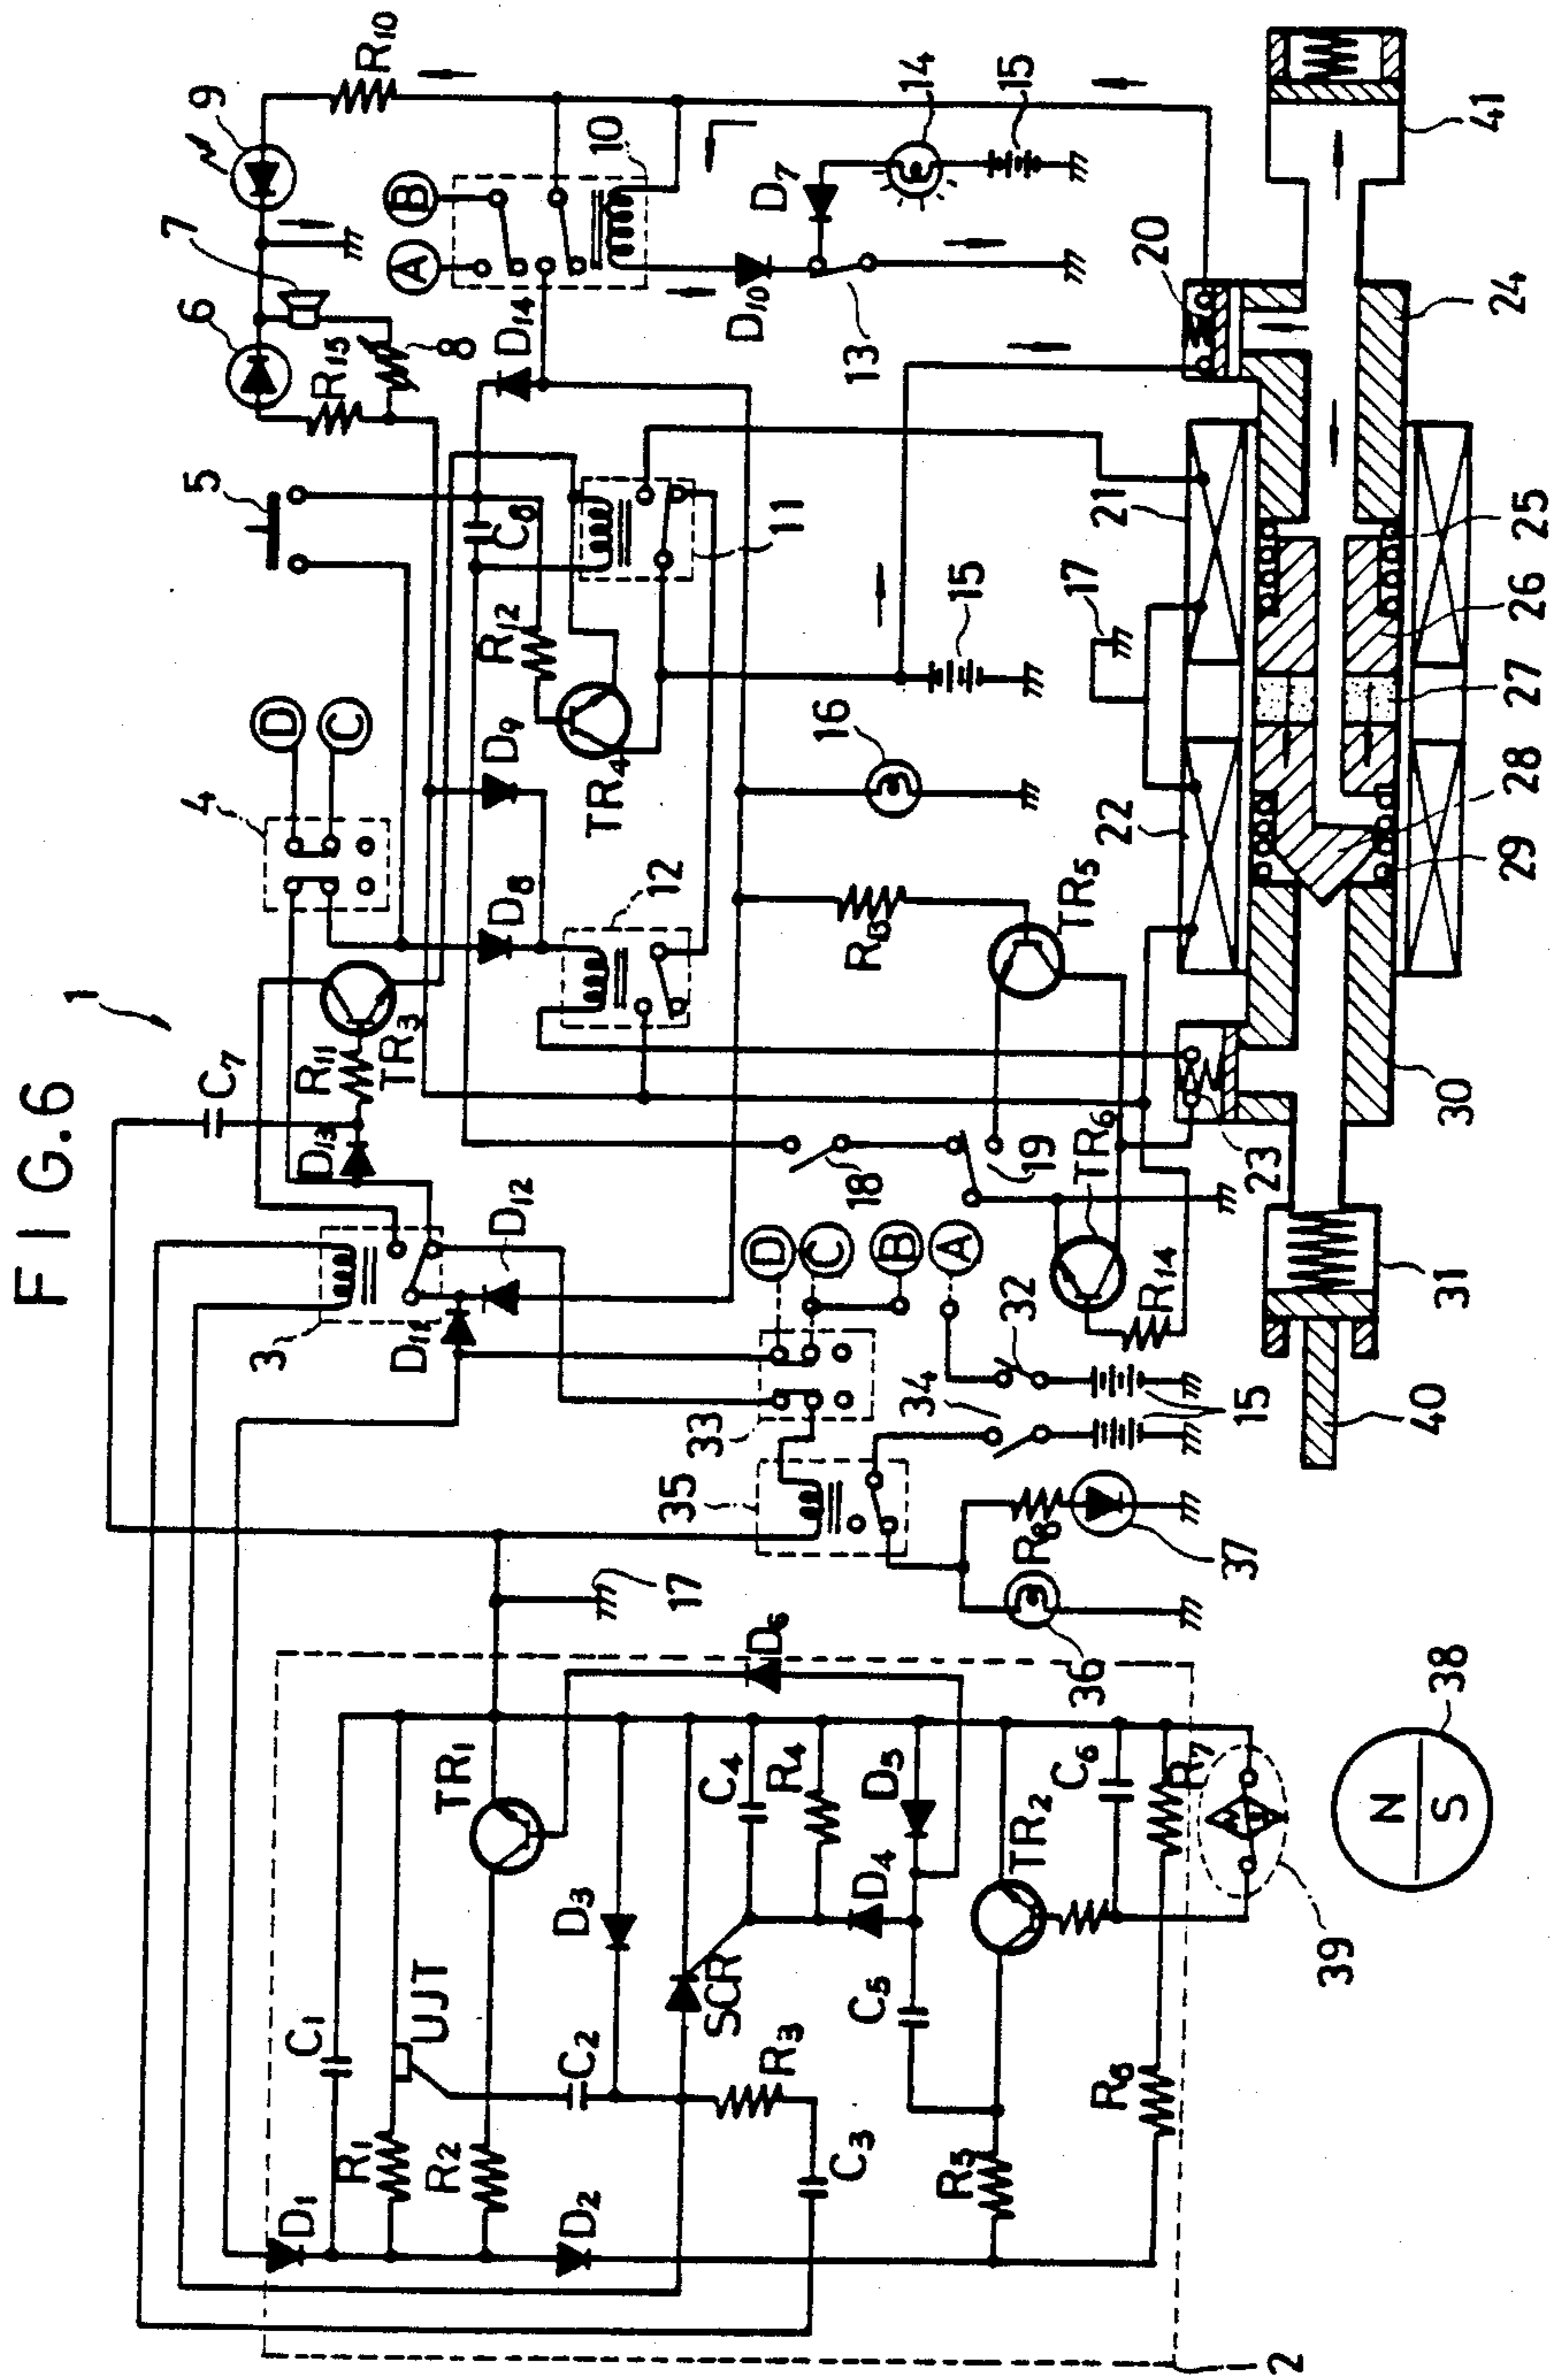 FIG.6
1
C7
4
5
6
7
9
3
D13
R11
TR3
D
C
R15
8
R10
D1
C1
R1
UJT
D11
D12
A
B
R2
TR1
D9
D8
R12
C8
D14
10
D2
C2
D3
17
TR4
12
11
D10
D7
SCR
C4
D6
33
35
D
C
B
A
16
13
14
R3
R4
C3
C5
D4
D5
34
32
18
19
R13
15
15
R5
TR2
C6
R8
36
TR6
TR5
22
17
21
20
R6
R7
R14
37
15
23
2
39
38
N
S
40
31
30
29
28
27
26
25
24
41